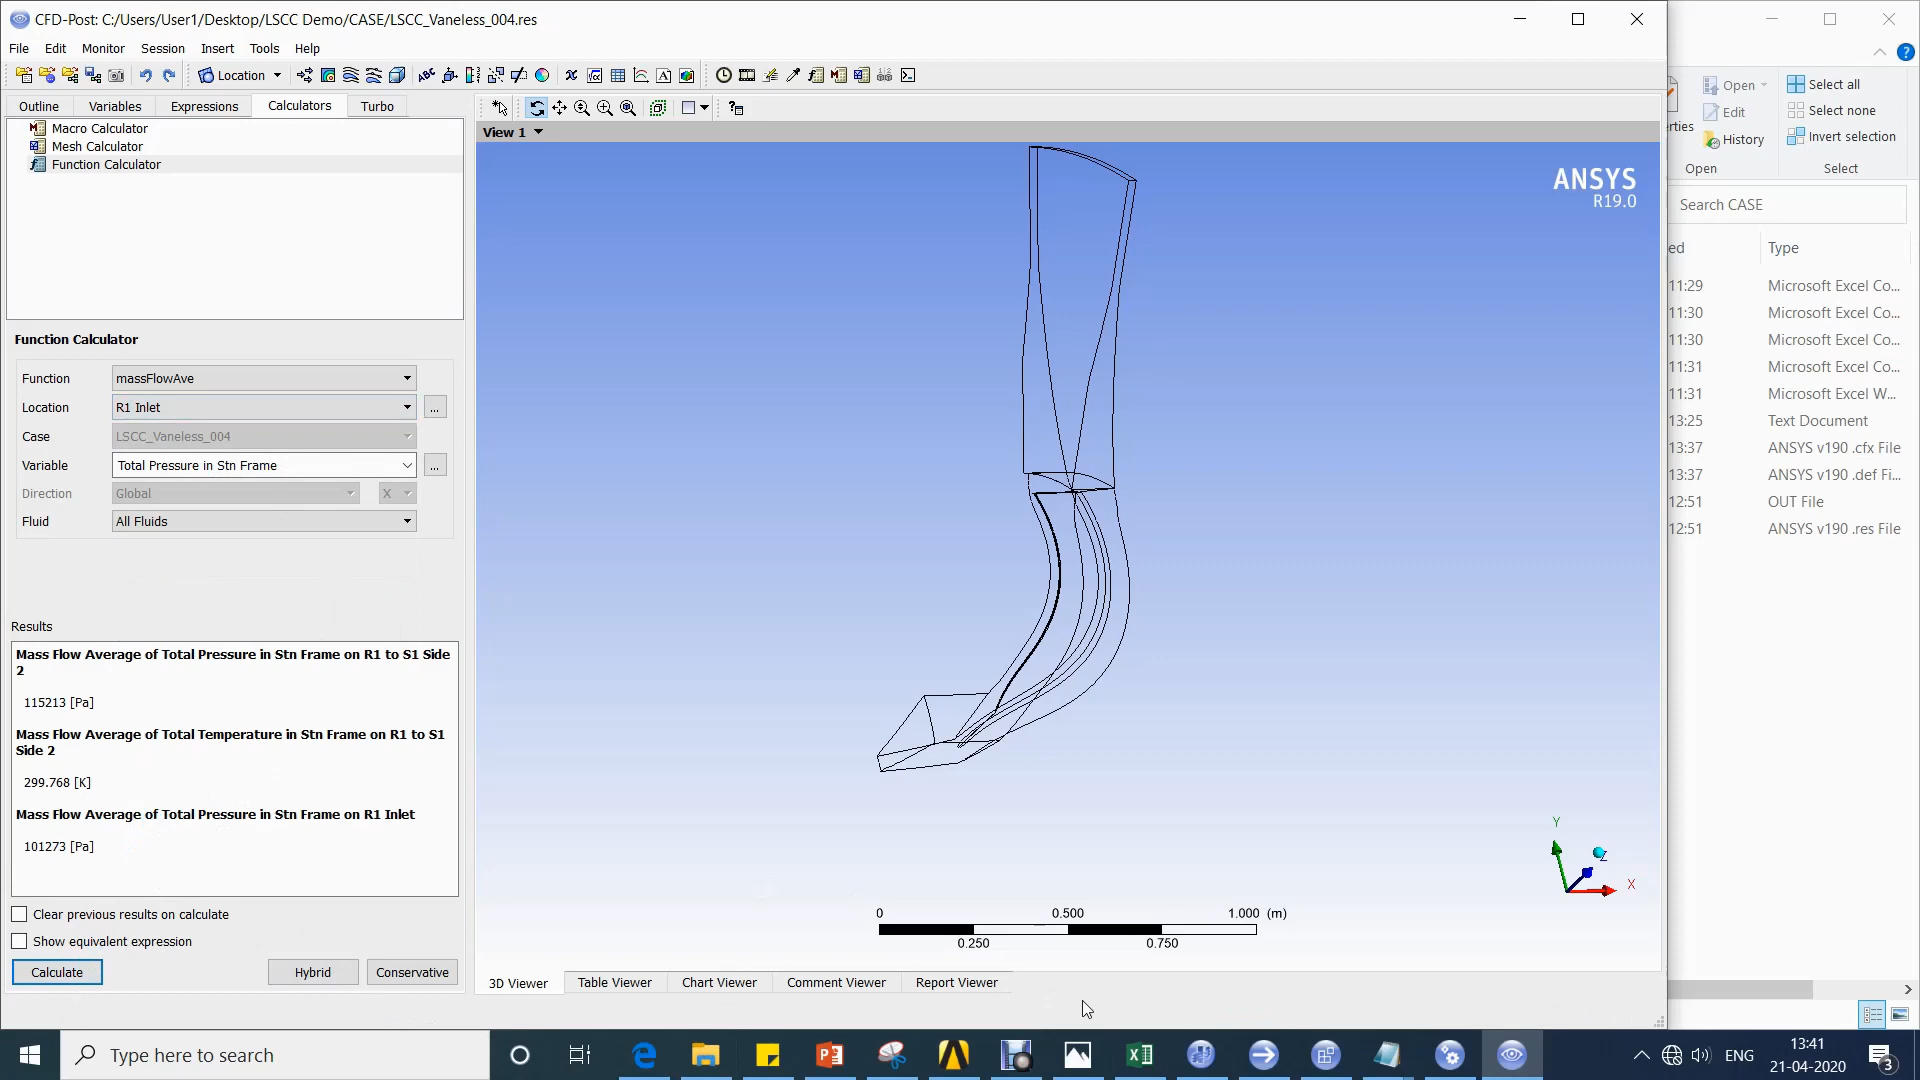 CFD-Post: C:/Users/User1/Desktop/LSCC Demo/CASE/LSCC_Vaneless_004.res
File Edit Monitor Session Insert Tools Help
Location
Outline Variables Expressions Calculators Turbo
Macro Calculator
Mesh Calculator
Function Calculator
Function Calculator
Function massFlowAve
Location R1 Inlet ...
Case LSCC_Vaneless_004
Variable Total Pressure in Stn Frame ...
Direction Global X
Fluid All Fluids
Results
Mass Flow Average of Total Pressure in Stn Frame on R1 to S1 Side
2
115213 [Pa]
Mass Flow Average of Total Temperature in Stn Frame on R1 to S1
Side 2
299.768 [K]
Mass Flow Average of Total Pressure in Stn Frame on R1 Inlet
101273 [Pa]
Clear previous results on calculate
Show equivalent expression
Calculate Hybrid Conservative
View 1
ANSYS
R19.0
Y
Z
X
0 0.500 1.000 (m)
0.250 0.750
3D Viewer Table Viewer Chart Viewer Comment Viewer Report Viewer
Open Select all
Edit Select none
erties History Invert selection
Open Select
Search CASE
ed Type
11:29 Microsoft Excel Co...
11:30 Microsoft Excel Co...
11:30 Microsoft Excel Co...
11:31 Microsoft Excel Co...
11:31 Microsoft Excel W...
13:25 Text Document
13:37 ANSYS v190 .cfx File
13:37 ANSYS v190 .def Fi...
12:51 OUT File
12:51 ANSYS v190 .res File
Type here to search
ENG
13:41
21-04-2020
3